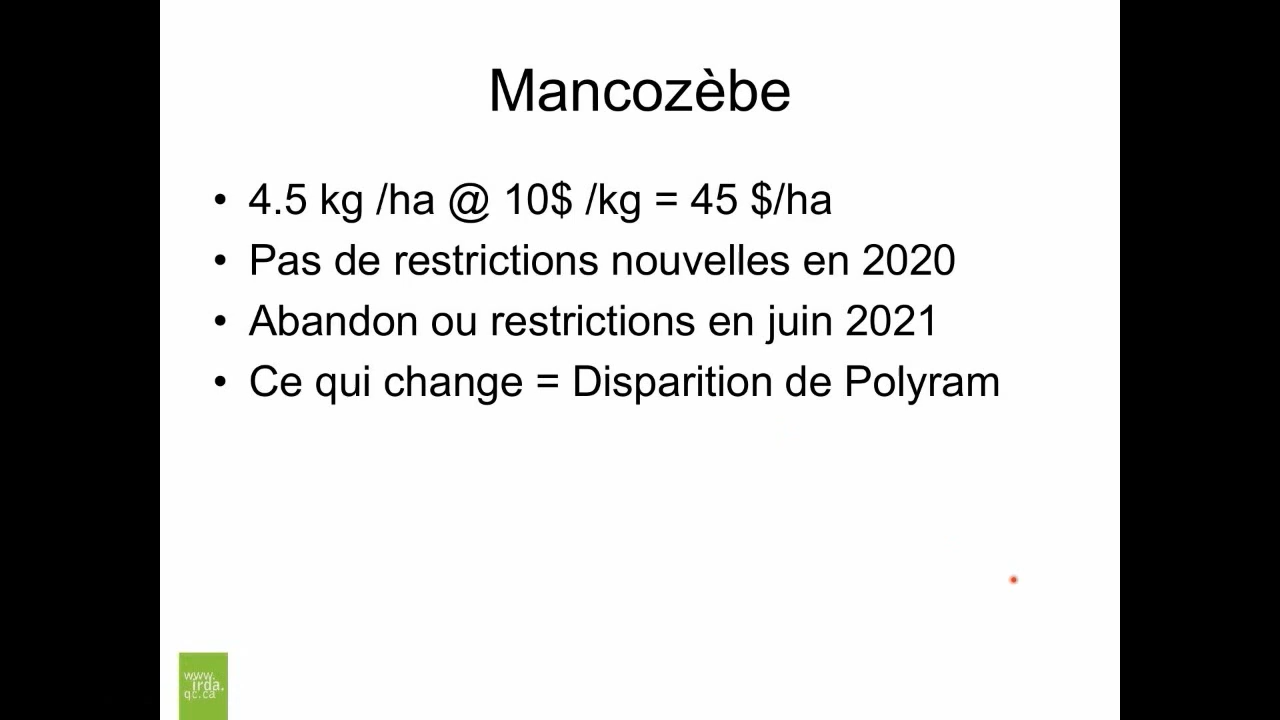 Mancozèbe
• 4.5 kg /ha @ 10$ /kg = 45 $/ha
• Pas de restrictions nouvelles en 2020
• Abandon ou restrictions en juin 2021
• Ce qui change = Disparition de Polyram
www.
irda.
qc.ca